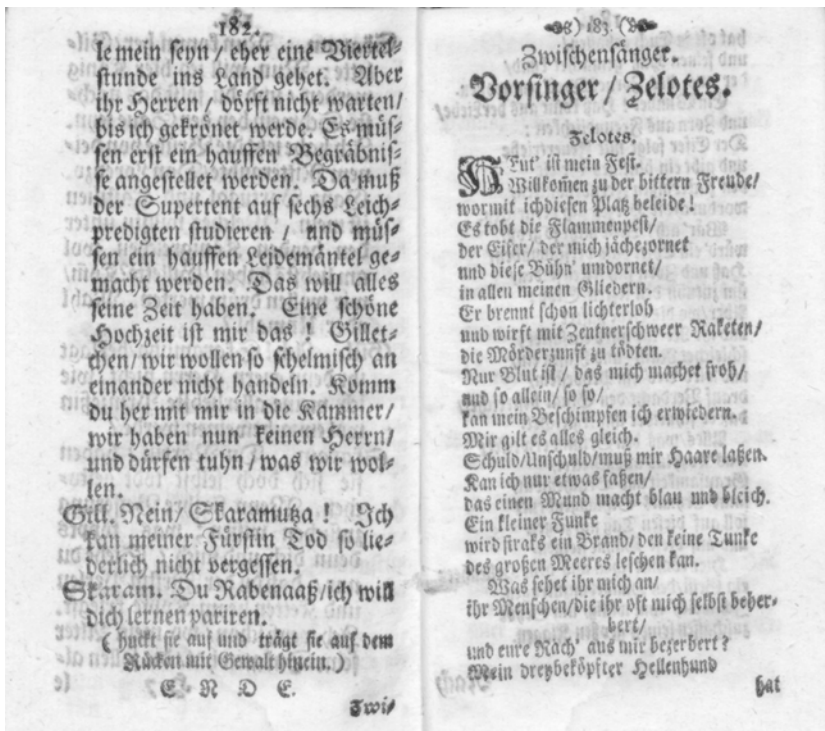 182.
le mein seyn / eher eine Viertel-
stunde ins Land gehet. Aber
ihr Herren / dörft nicht warten /
bis ich gekrönet werde. Es müs-
sen erst ein hauffen Begräbnis-
se angestellet werden. Da muß
der Supertent auf sechs Leich-
predigten studieren / und müs-
sen ein hauffen Leidemäntel ge-
macht werden. Das will alles
seine Zeit haben. Eine schöne
Hochzeit ist mir das ! Gillet-
chen / wir wollen so schelmisch an
einander nicht handeln. Komm
du her mit mir in die Kammer /
wir haben nun keinen Herrn /
und dürfen tuhn / was wir wol-
len.
Gill. Nein / Skaramutza ! Ich
kan meiner Fürstin Tod so lie-
derlich nicht vergessen.
Skaram. Du Rabenaaß / ich will
dich lernen pariren.
( huckt sie auf und trägt sie auf dem
Rücken mit Gewalt hinein. )
E. N D E.
Zwi-
) 183. (
Zwischensänger.
Vorsinger / Zelotes.
Zelotes.
HEut' ist mein Fest.
Willkom̃en zu der bittern Freude /
wormit ich diesen Platz beleide !
Es tobt die Flammenpest /
der Eifer / der mich jächezornet
und diese Bühn' umdornet /
in allen meinen Gliedern.
Er brennt schon lichterloh
und wirft mit Zentnerschweer Raketen /
die Mörderzunft zu tödten.
Nur Blut ist / das mich machet froh /
und so allein / so so /
kan mein Beschimpfen ich erwiedern.
Mir gilt es alles gleich.
Schuld / Unschuld / muß mir Haare laßen.
Kan ich nur etwas faßen /
das einen Mund macht blau und bleich.
Ein kleiner Funke
wird straks ein Brand / den keine Tunke
des großen Meeres leschen kan.
Was sehet ihr mich an /
ihr Menschen / die ihr oft mich selbst beher-
bert /
und eure Rach' aus mir bezerbert ?
Mein dreybeköpfter Hellenhund
hat